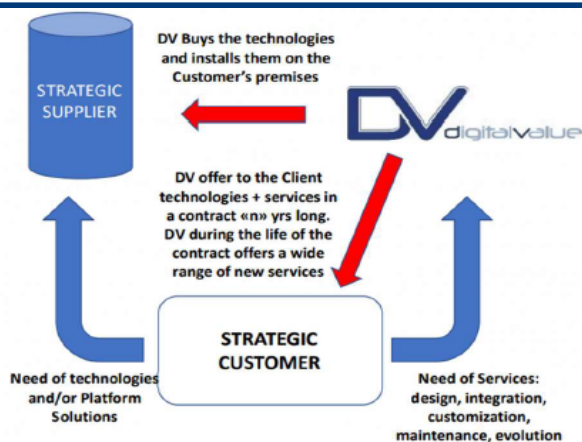 DV Buys the technologies
and installs them on the
Customer's premises
STRATEGIC
SUPPLIER
DV
digitalvalue
DV offer to the Client
technologies + services in
a contract «n» yrs long.
DV during the life of the
contract offers a wide
range of new services
STRATEGIC
CUSTOMER
Need of technologies
and/or Platform
Solutions
Need of Services:
design, integration,
customization,
maintenance, evolution